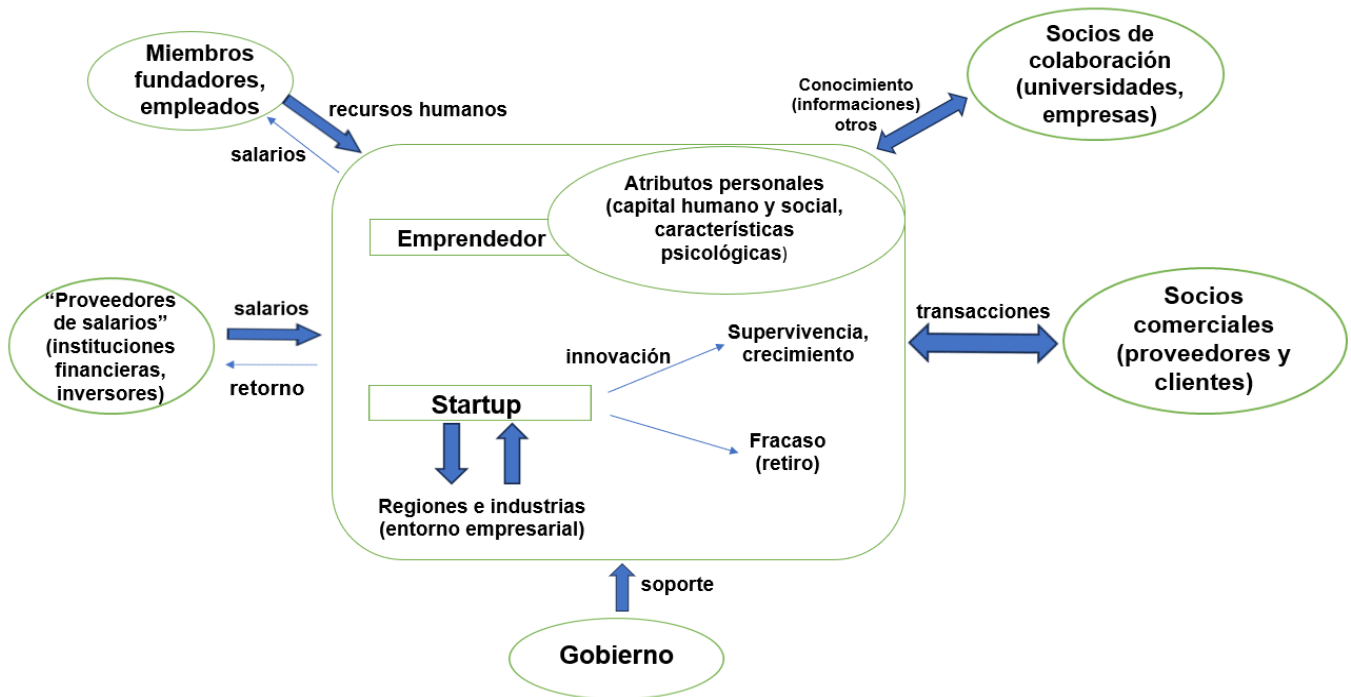 Miembros
fundadores,
empleados
recursos humanos
salarios
Socios de
colaboración
(universidades,
empresas)
Conocimiento
(informaciones)
otros
Atributos personales
(capital humano y social,
características
psicológicas)
Emprendedor
“Proveedores
de salarios”
(instituciones
financieras,
inversores)
salarios
retorno
innovación
Supervivencia,
crecimiento
Startup
Fracaso
(retiro)
Regiones e industrias
(entorno empresarial)
transacciones
Socios
comerciales
(proveedores y
clientes)
soporte
Gobierno